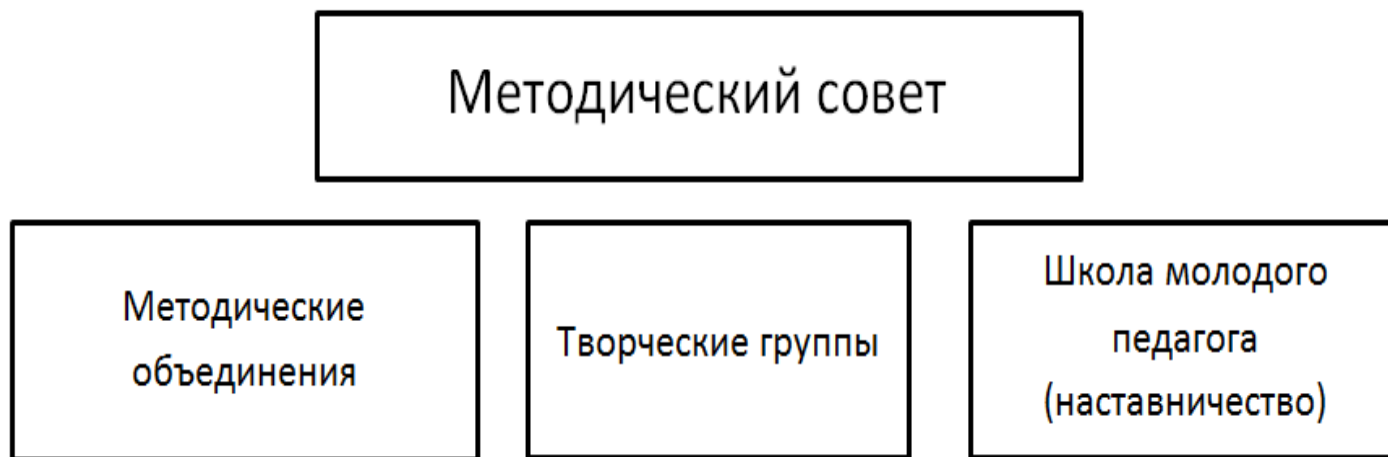 Методический совет
Методические
объединения
Творческие группы
Школа молодого
педагога
(наставничество)